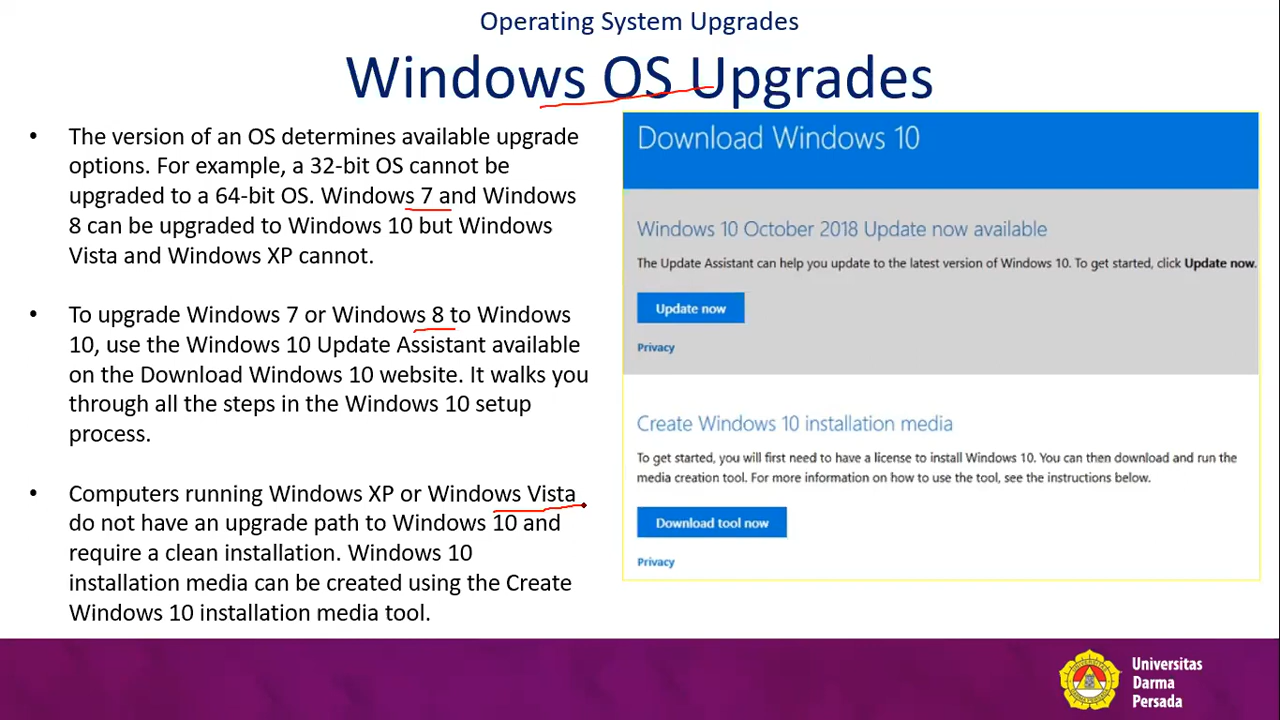 Operating System Upgrades
Windows OS Upgrades
• The version of an OS determines available upgrade
options. For example, a 32-bit OS cannot be
upgraded to a 64-bit OS. Windows 7 and Windows
8 can be upgraded to Windows 10 but Windows
Vista and Windows XP cannot.
• To upgrade Windows 7 or Windows 8 to Windows
10, use the Windows 10 Update Assistant available
on the Download Windows 10 website. It walks you
through all the steps in the Windows 10 setup
process.
• Computers running Windows XP or Windows Vista
do not have an upgrade path to Windows 10 and
require a clean installation. Windows 10
installation media can be created using the Create
Windows 10 installation media tool.
Download Windows 10
Windows 10 October 2018 Update now available
The Update Assistant can help you update to the latest version of Windows 10. To get started, click Update now.
Update now
Privacy
Create Windows 10 installation media
To get started, you will first need to have a license to install Windows 10. You can then download and run the
media creation tool. For more information on how to use the tool, see the instructions below.
Download tool now
Privacy
Universitas
Darma
Persada